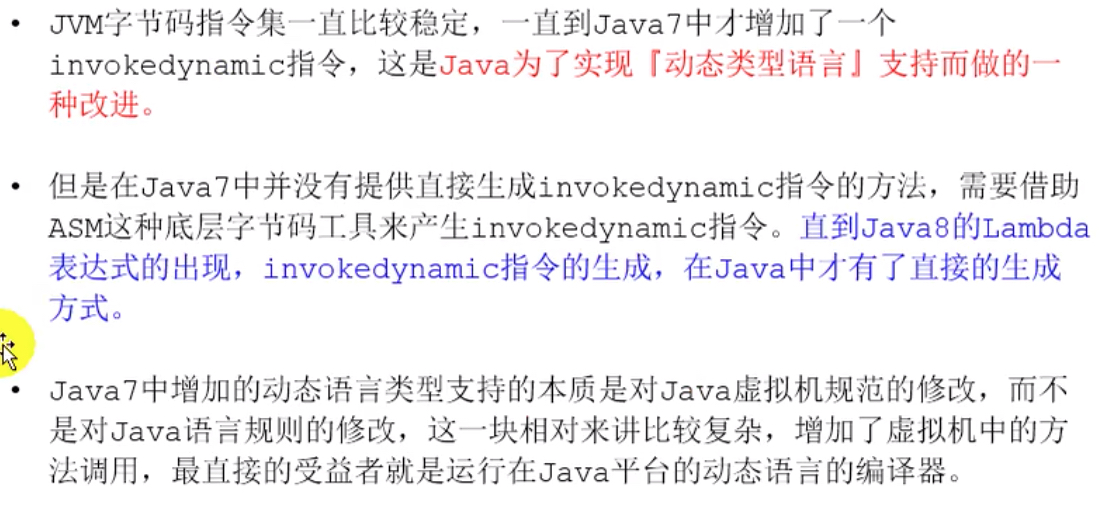 • JVM字节码指令集一直比较稳定，一直到Java7中才增加了一个
invokedynamic指令，这是Java为了实现『动态类型语言』支持而做的一
种改进。
• 但是在Java7中并没有提供直接生成invokedynamic指令的方法，需要借助
ASM这种底层字节码工具来产生invokedynamic指令。直到Java8的Lambda
表达式的出现，invokedynamic指令的生成，在Java中才有了直接的生成
方式。
• Java7中增加的动态语言类型支持的本质是对Java虚拟机规范的修改，而不
是对Java语言规则的修改，这一块相对来讲比较复杂，增加了虚拟机中的方
法调用，最直接的受益者就是运行在Java平台的动态语言的编译器。